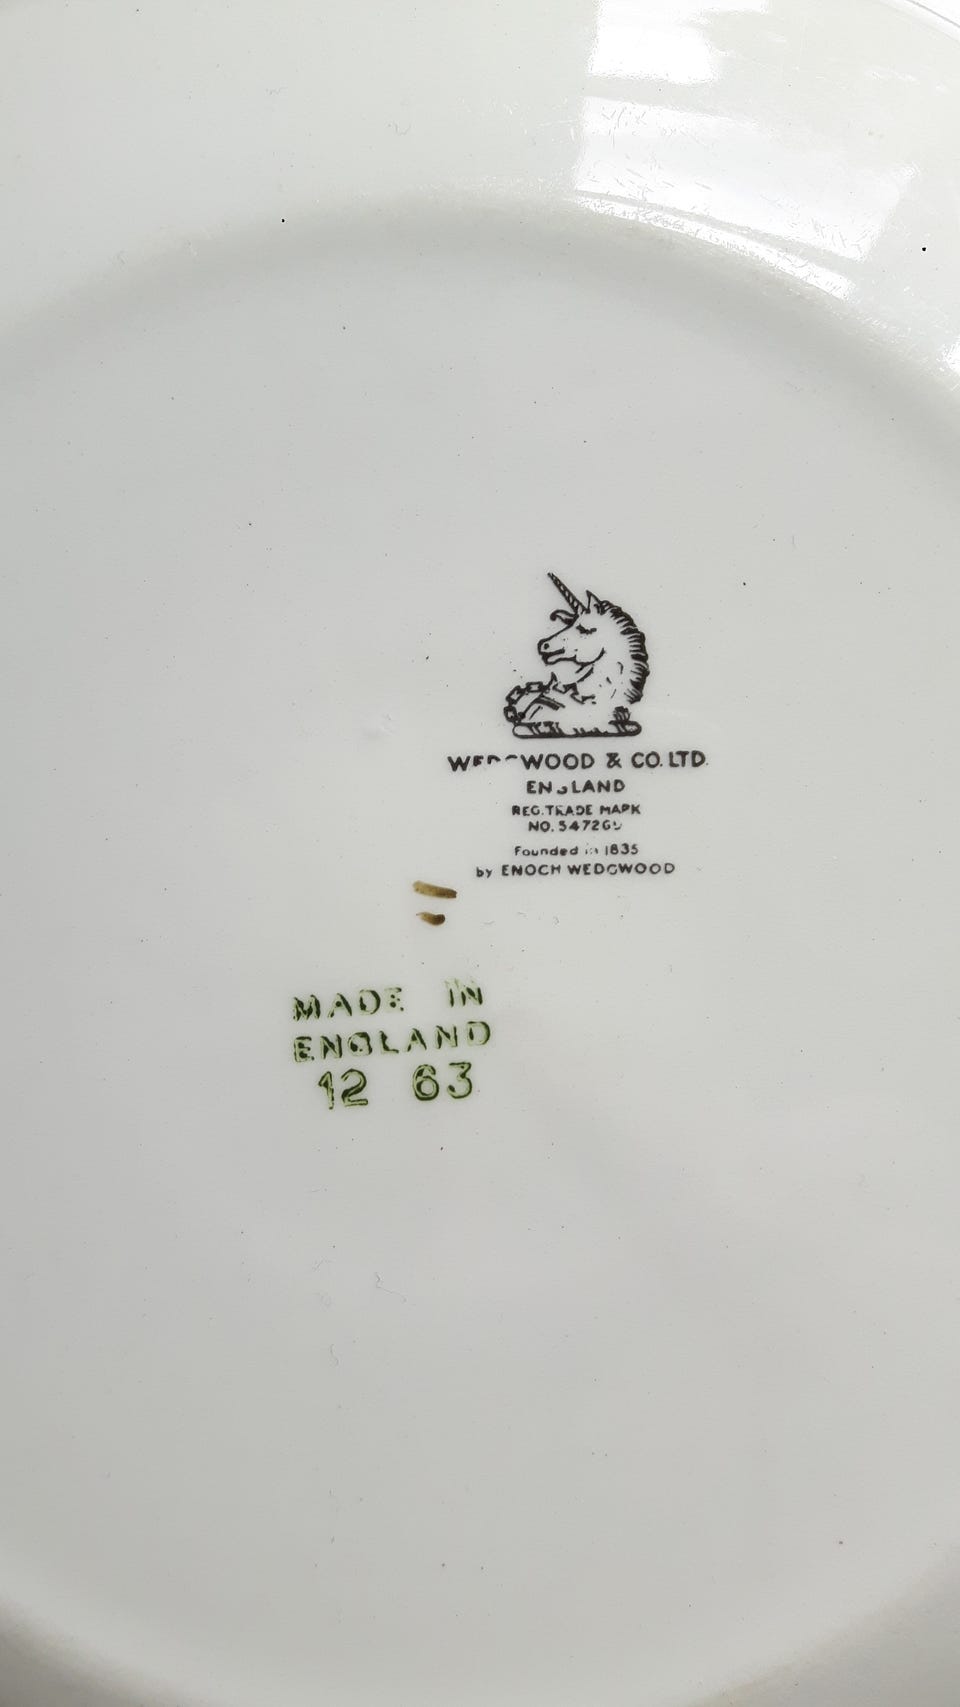 WEDGWOOD & CO. LTD.
ENGLAND
REG. TRADE MARK
NO.
Founded in 1835
by ENOCH WEDGWOOD
MADE IN
ENGLAND
12 63